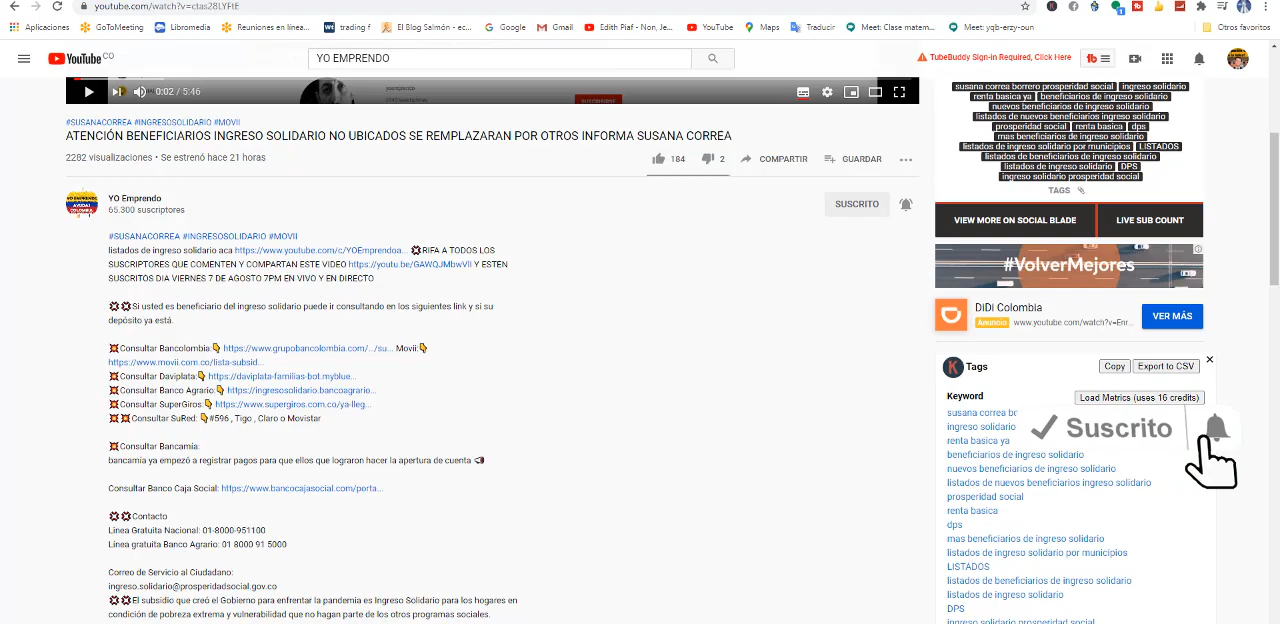 youtube.com/watch?v=ctas28LYFtE
Aplicaciones GoToMeeting Libromedia Reuniones en línea... trading f El Blog Salmón - ec... Google Gmail Edith Piaf - Non, Je... YouTube Maps Traducir Meet: Clase matem... Meet: yqb-erzy-oun Otros favoritos
YouTube CO
YO EMPRENDO
TubeBuddy Sign-in Required, Click Here
0:02 / 5:46
#SUSANACORREA #INGRESOSOLIDARIO #MOVII
ATENCIÓN BENEFICIARIOS INGRESO SOLIDARIO NO UBICADOS SE REMPLAZARAN POR OTROS INFORMA SUSANA CORREA
2282 visualizaciones • Se estrenó hace 21 horas
184 2 COMPARTIR GUARDAR
YO Emprendo
65.300 suscriptores
SUSCRITO
#SUSANACORREA #INGRESOSOLIDARIO #MOVII
listados de ingreso solidario aca https://www.youtube.com/c/YOEmprendoa... RIFA A TODOS LOS
SUSCRIPTORES QUE COMENTEN Y COMPARTAN ESTE VIDEO https://youtu.be/GAWQJMbwVlI Y ESTEN
SUSCRITOS DIA VIERNES 7 DE AGOSTO 7PM EN VIVO Y EN DIRECTO
Si usted es beneficiario del ingreso solidario puede ir consultando en los siguientes link y si su
depósito ya está.
Consultar Bancolombia: https://www.grupobancolombia.com/.../su... Movii:
https://www.movii.com.co/lista-subsid...
Consultar Daviplata: https://daviplata-familias-bot.myblue...
Consultar Banco Agrario: https://ingresosolidario.bancoagrario...
Consultar SuperGiros: https://www.supergiros.com.co/ya-lleg...
Consultar SuRed: #596 , Tigo , Claro o Movistar
Consultar Bancamía:
bancamía ya empezó a registrar pagos para que ellos que lograron hacer la apertura de cuenta
Consultar Banco Caja Social: https://www.bancocajasocial.com/porta...
Contacto
Linea Gratuita Nacional: 01-8000-951100
Línea gratuita Banco Agrario: 01 8000 91 5000
Correo de Servicio al Ciudadano:
ingreso.solidario@prosperidadsocial.gov.co
El subsidio que creó el Gobierno para enfrentar la pandemia es Ingreso Solidario para los hogares en
condición de pobreza extrema y vulnerabilidad que no hagan parte de los otros programas sociales.
susana correa borrero prosperidad social ingreso solidario
renta basica ya beneficiarios de ingreso solidario
nuevos beneficiarios de ingreso solidario
listados de nuevos beneficiarios ingreso solidario
prosperidad social renta basica dps
mas beneficiarios de ingreso solidario
listados de ingreso solidario por municipios LISTADOS
listados de beneficiarios de ingreso solidario
listados de ingreso solidario DPS
ingreso solidario prosperidad social
TAGS
VIEW MORE ON SOCIAL BLADE LIVE SUB COUNT
#VolverMejores
DiDi Colombia
Anuncio www.youtube.com/watch?v=Enr...
VER MÁS
K Tags Copy Export to CSV
Keyword Load Metrics (uses 16 credits)
susana correa bo
ingreso solidario
renta basica ya
Suscrito
beneficiarios de ingreso solidario
nuevos beneficiarios de ingreso solidario
listados de nuevos beneficiarios ingreso solidario
prosperidad social
renta basica
dps
mas beneficiarios de ingreso solidario
listados de ingreso solidario por municipios
LISTADOS
listados de beneficiarios de ingreso solidario
listados de ingreso solidario
DPS
ingreso solidario prosperidad social